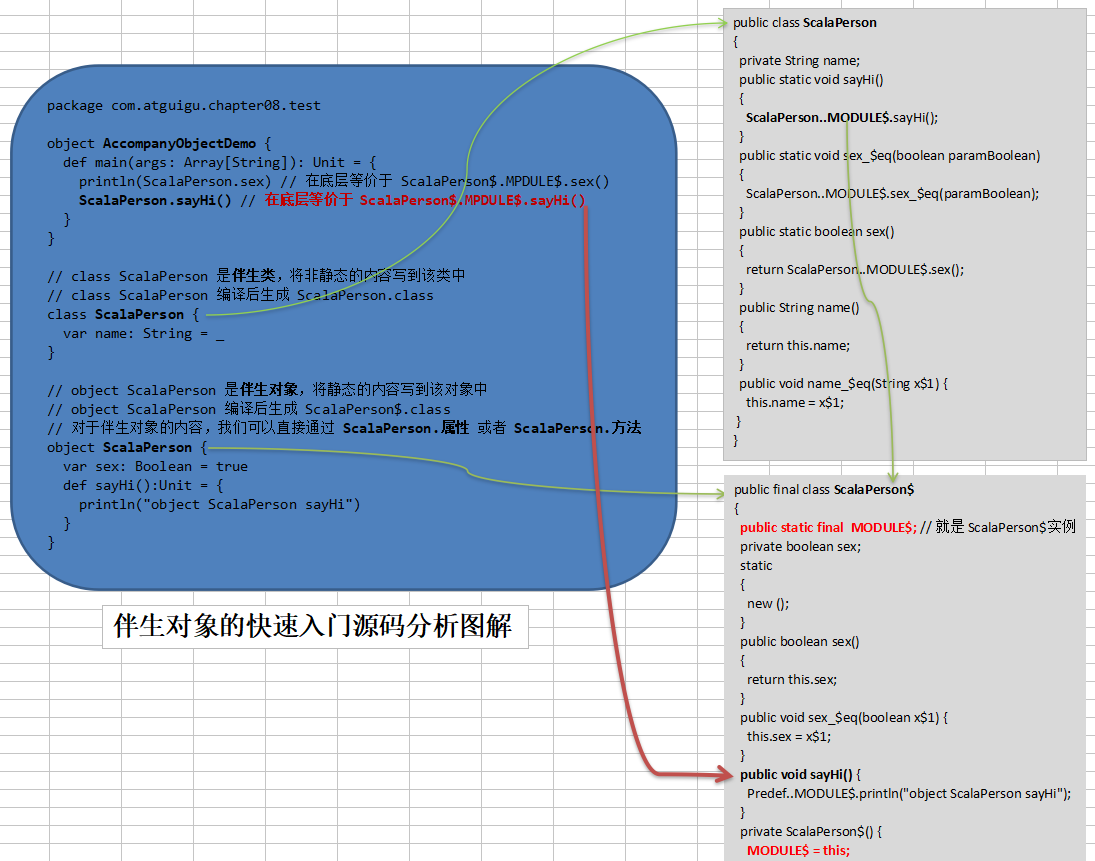 package com.atguigu.chapter08.test
object AccompanyObjectDemo {
def main(args: Array[String]): Unit = {
println(ScalaPerson.sex) // 在底层等价于 ScalaPerson$.MPDULE$.sex()
ScalaPerson.sayHi() // 在底层等价于 ScalaPerson$.MPDULE$.sayHi()
}
}
// class ScalaPerson 是伴生类，将非静态的内容写到该类中
// class ScalaPerson 编译后生成 ScalaPerson.class
class ScalaPerson {
var name: String = _
}
// object ScalaPerson 是伴生对象，将静态的内容写到该对象中
// object ScalaPerson 编译后生成 ScalaPerson$.class
// 对于伴生对象的内容，我们可以直接通过 ScalaPerson.属性 或者 ScalaPerson.方法
object ScalaPerson {
var sex: Boolean = true
def sayHi():Unit = {
println("object ScalaPerson sayHi")
}
}
伴生对象的快速入门源码分析图解
public class ScalaPerson
{
private String name;
public static void sayHi()
{
ScalaPerson..MODULE$.sayHi();
}
public static void sex_$eq(boolean paramBoolean)
{
ScalaPerson..MODULE$.sex_$eq(paramBoolean);
}
public static boolean sex()
{
return ScalaPerson..MODULE$.sex();
}
public String name()
{
return this.name;
}
public void name_$eq(String x$1) {
this.name = x$1;
}
}
public final class ScalaPerson$
{
public static final  MODULE$; // 就是 ScalaPerson$实例
private boolean sex;
static
{
new ();
}
public boolean sex()
{
return this.sex;
}
public void sex_$eq(boolean x$1) {
this.sex = x$1;
}
public void sayHi() {
Predef..MODULE$.println("object ScalaPerson sayHi");
}
private ScalaPerson$() {
MODULE$ = this;